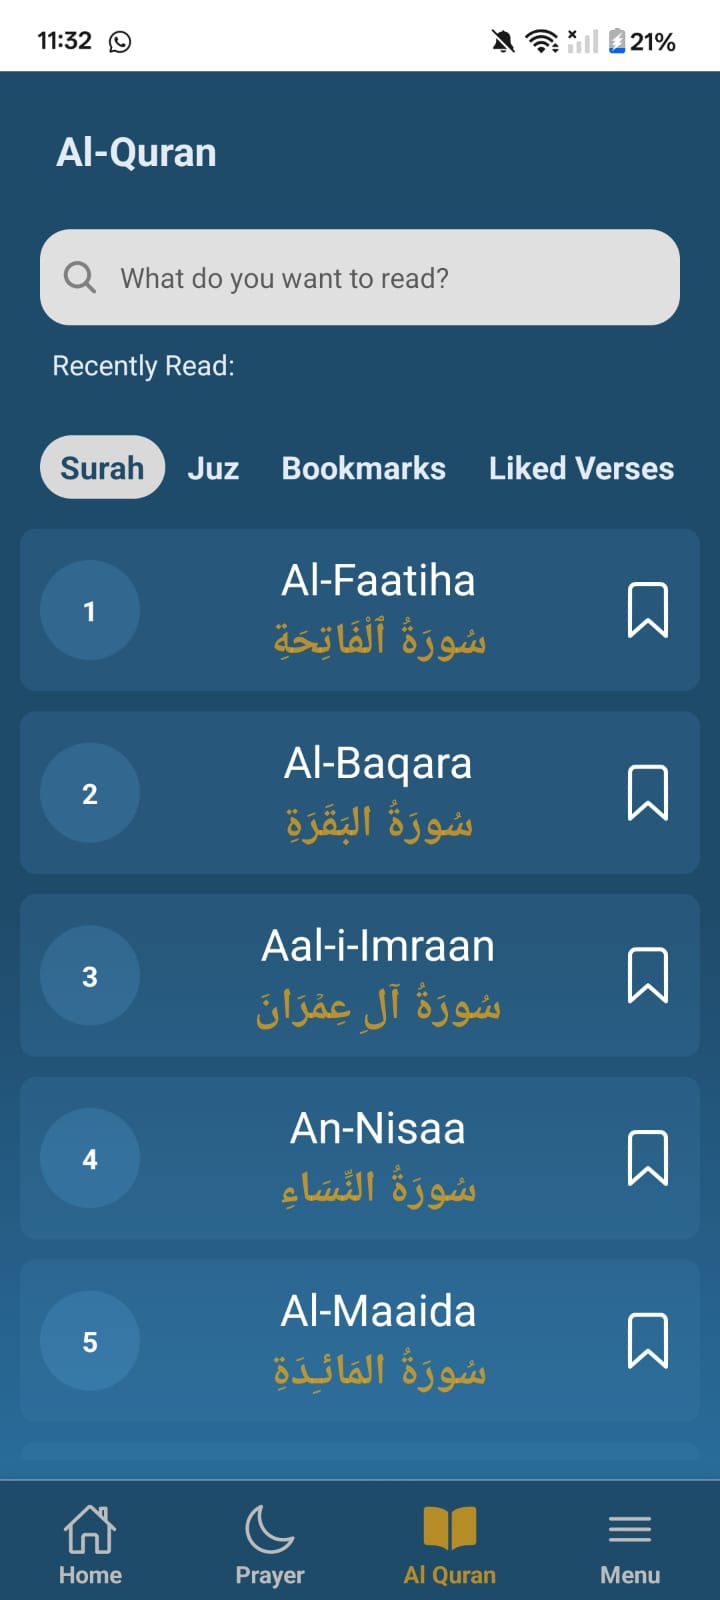 11:32
21%
Al-Quran
What do you want to read?
Recently Read:
Surah Juz Bookmarks Liked Verses
1
Al-Faatiha
سُورَةُ ٱلْفَاتِحَةِ
2
Al-Baqara
سُورَةُ البَقَرَةِ
3
Aal-i-Imraan
سُورَةُ آلِ عِمْرَانَ
4
An-Nisaa
سُورَةُ النِّسَاءِ
5
Al-Maaida
سُورَةُ المَائـِدَةِ
Home Prayer Al Quran Menu